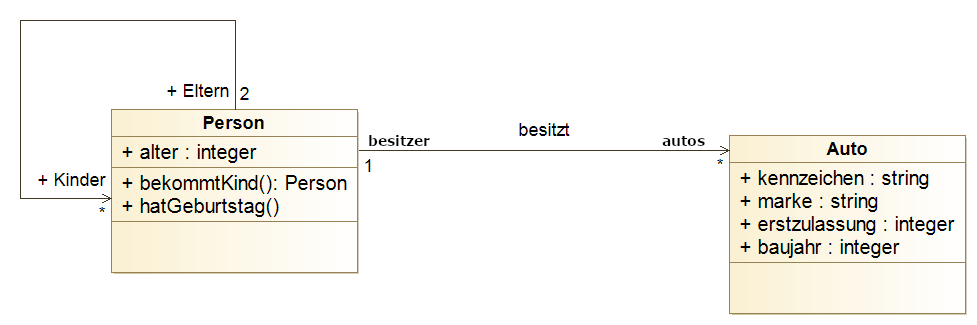 + Eltern
2
Person
+ alter : integer
+ bekommtKind(): Person
+ hatGeburtstag()
+ Kinder
*
besitzer
1
besitzt
autos
*
Auto
+ kennzeichen : string
+ marke : string
+ erstzulassung : integer
+ baujahr : integer